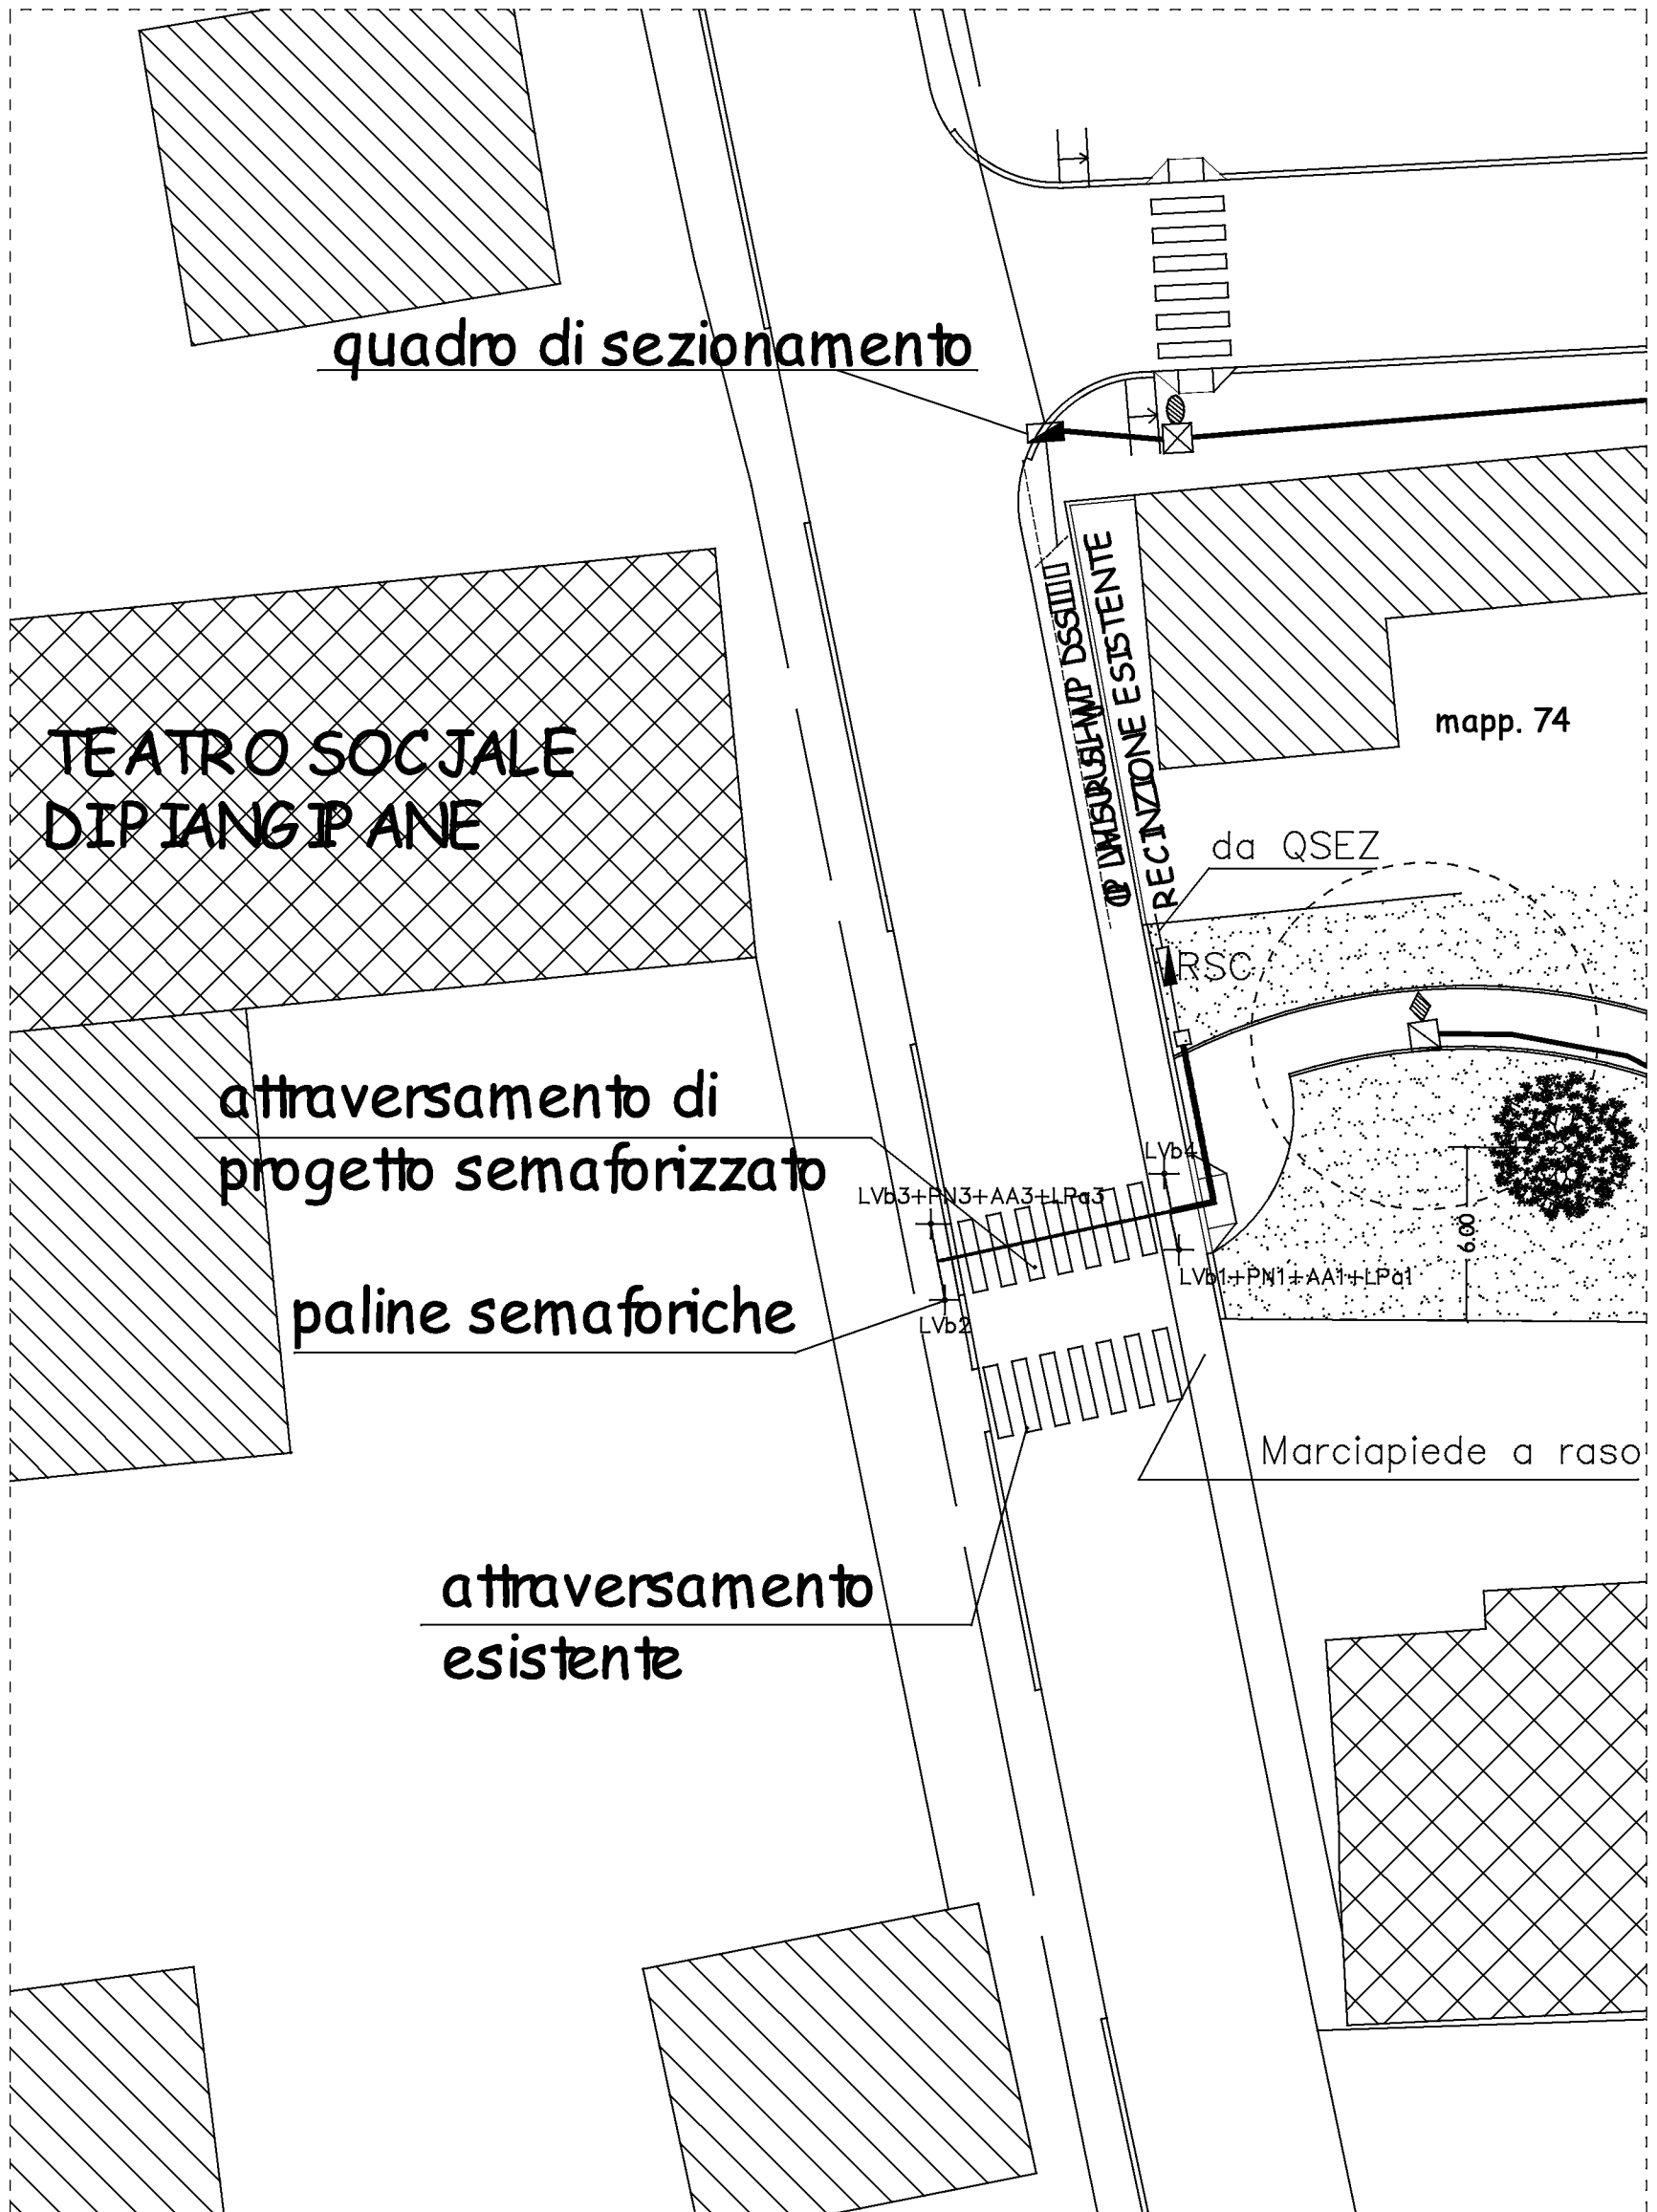 quadro di sezionamento
RECINZIONE ESISTENTE
mapp. 74
TEATRO SOCIALE
DI PIANGIPANE
da QSEZ
RSC
attraversamento di
progetto semaforizzato
LVb4
LVb3+PN3+AA3+LPa3
6.00
LVb1+PN1+AA1+LPa1
paline semaforiche
LVb2
Marciapiede a raso
attraversamento
esistente